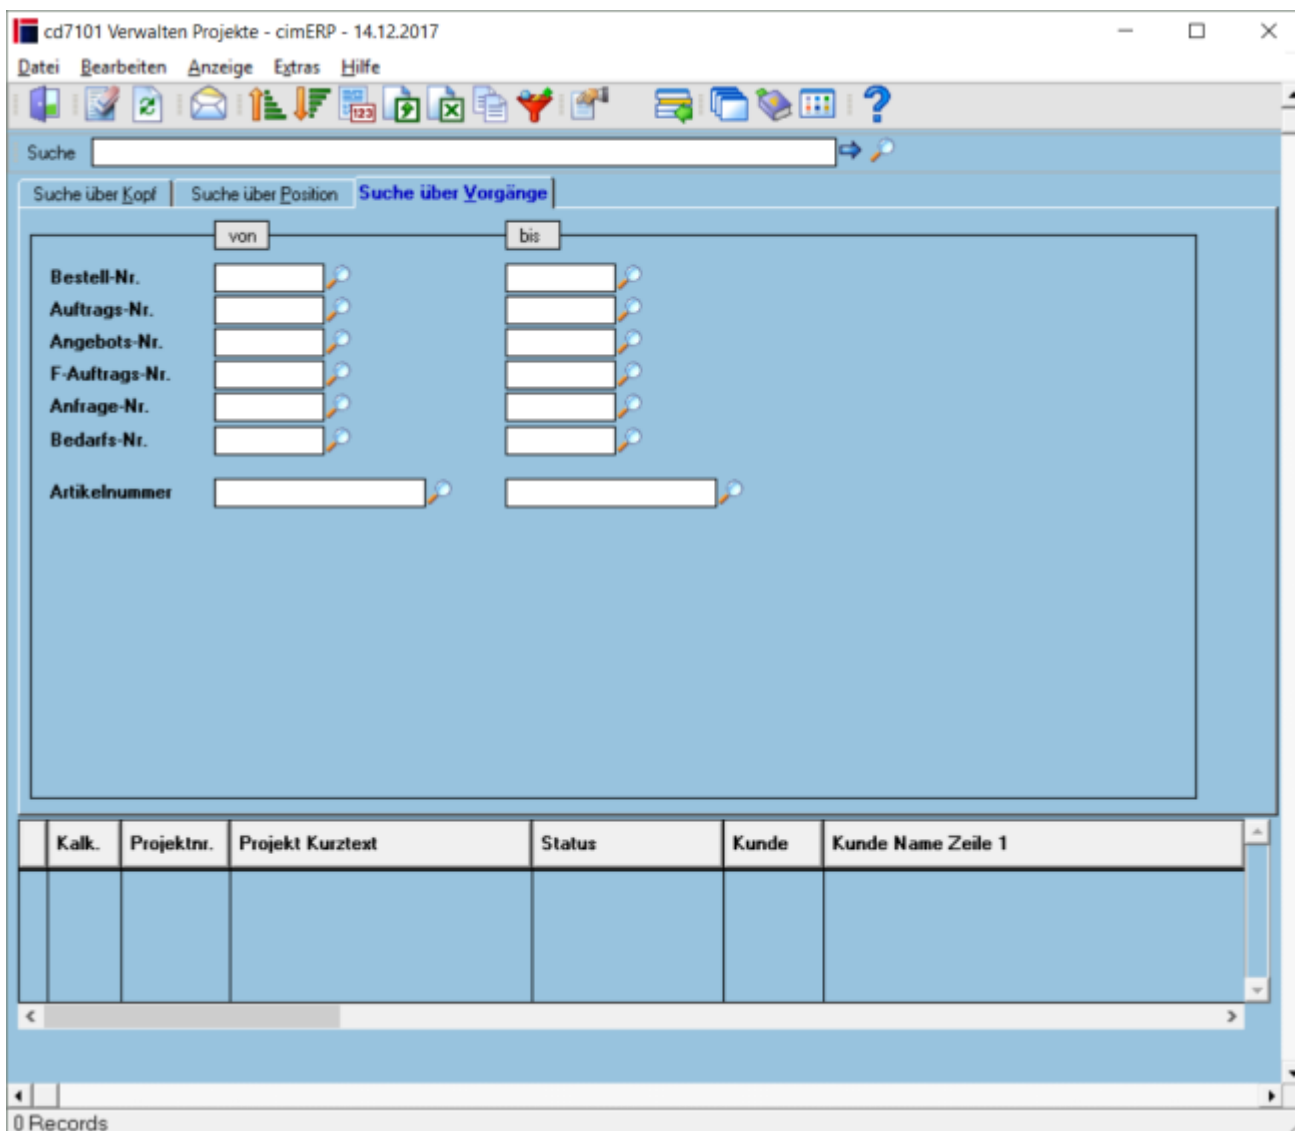 cd7101 Verwalten Projekte - cimERP - 14.12.2017
Datei Bearbeiten Anzeige Extras Hilfe
123
Suche
Suche über Kopf Suche über Position Suche über Vorgänge
von bis
Bestell-Nr.
Auftrags-Nr.
Angebots-Nr.
F-Auftrags-Nr.
Anfrage-Nr.
Bedarfs-Nr.
Artikelnummer
Kalk. Projektnr. Projekt Kurztext Status Kunde Kunde Name Zeile 1
0 Records